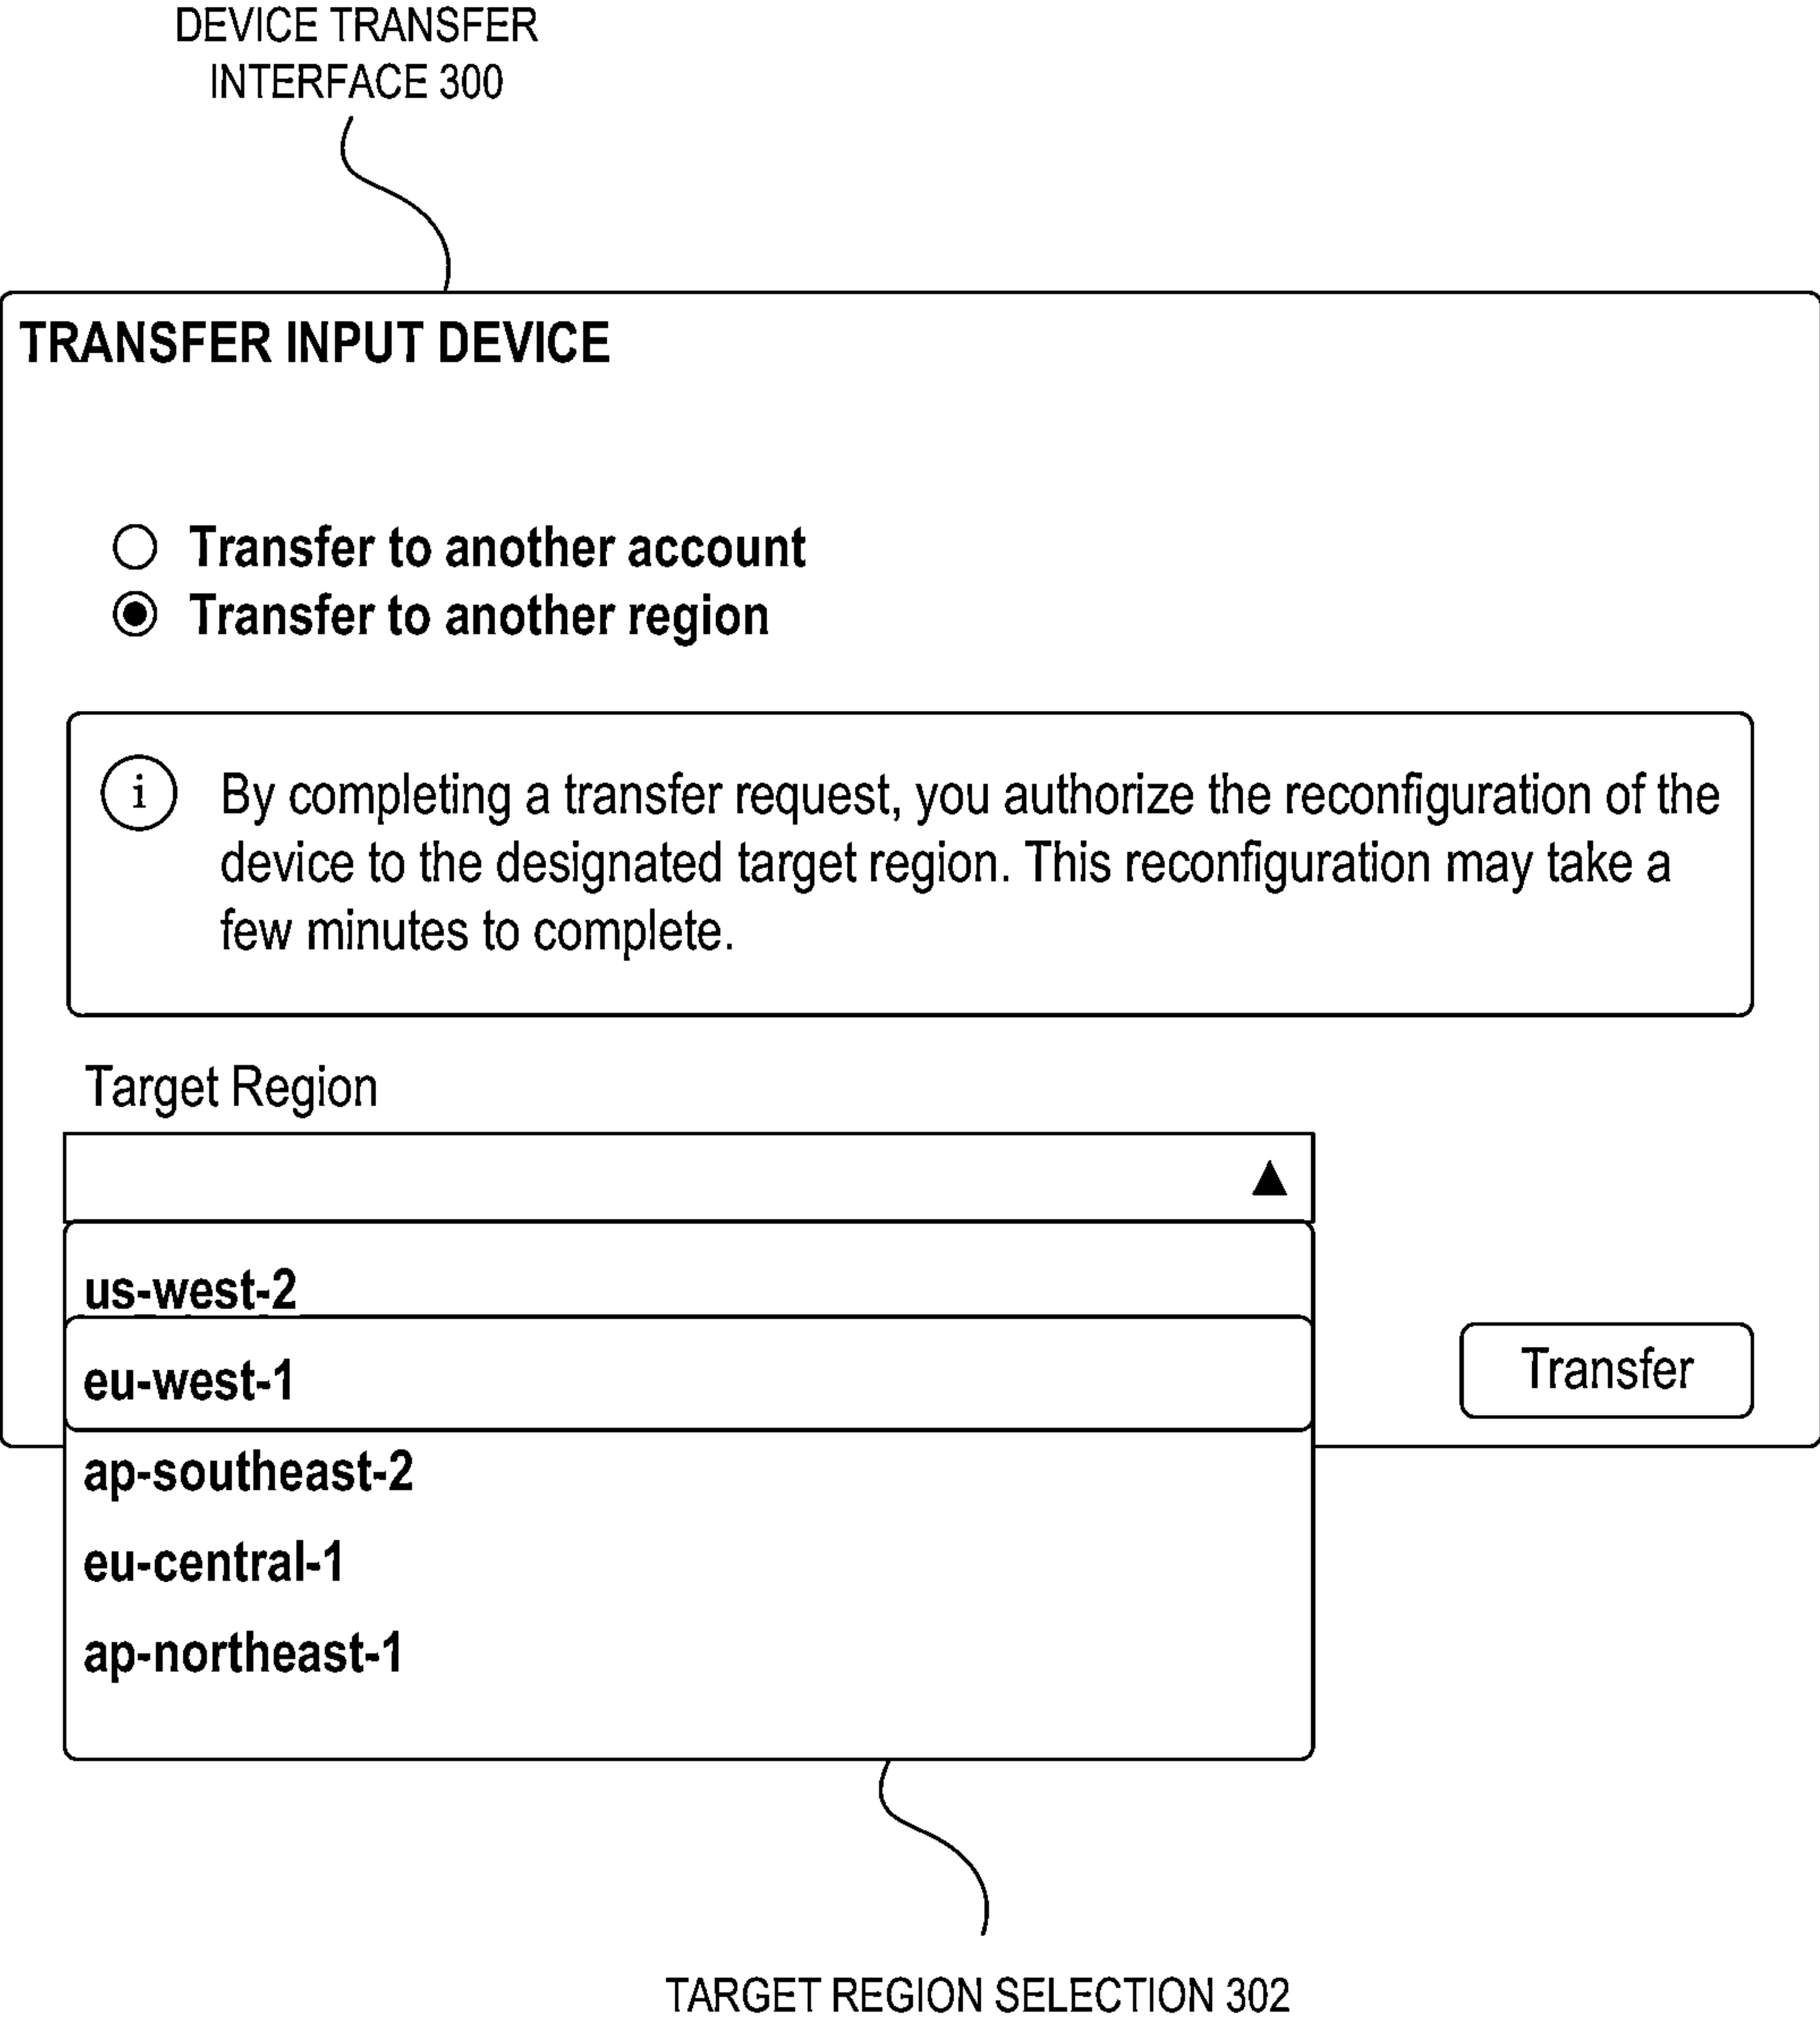 DEVICE TRANSFER
INTERFACE 300
TRANSFER INPUT DEVICE
Transfer to another account
Transfer to another region
i
By completing a transfer request, you authorize the reconfiguration of the
device to the designated target region. This reconfiguration may take a
few minutes to complete.
Target Region
us-west-2
eu-west-1
Transfer
ap-southeast-2
eu-central-1
ap-northeast-1
TARGET REGION SELECTION 302